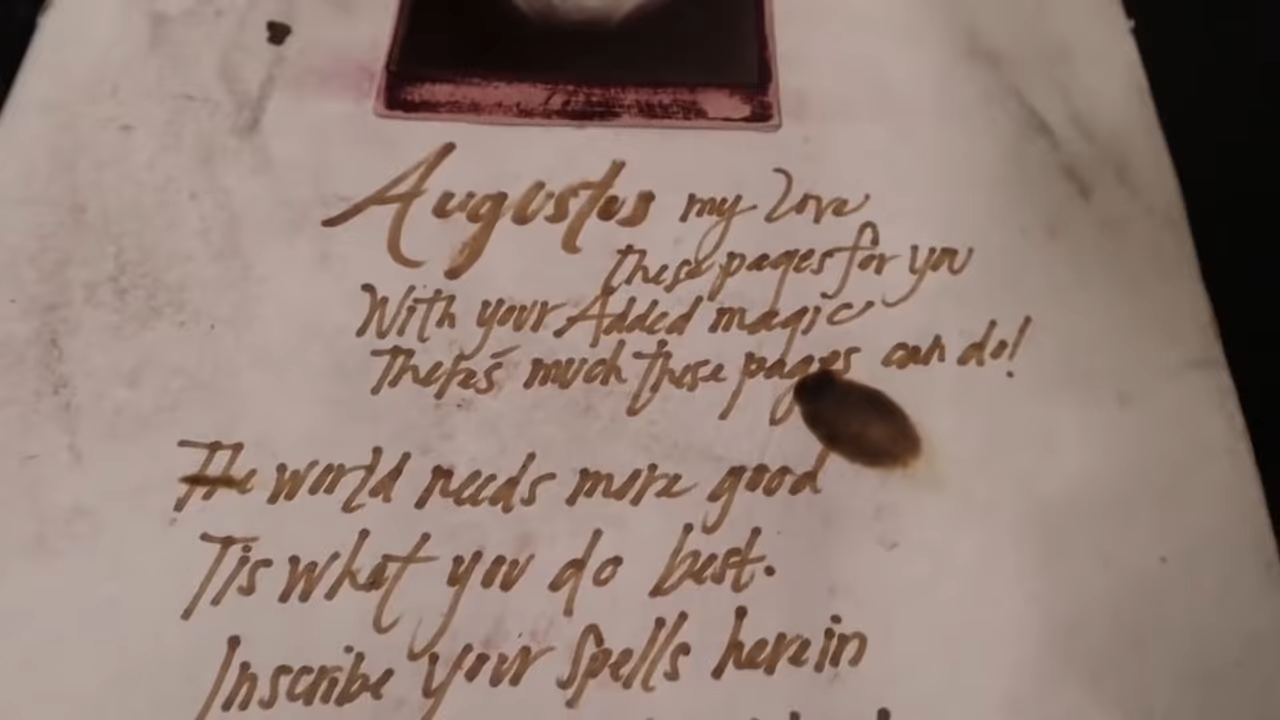 Augustus my Love
these pages for you
With your Added magic
There's much these pages can do!
The world needs more good
Tis what you do best.
Inscribe your Spells herein